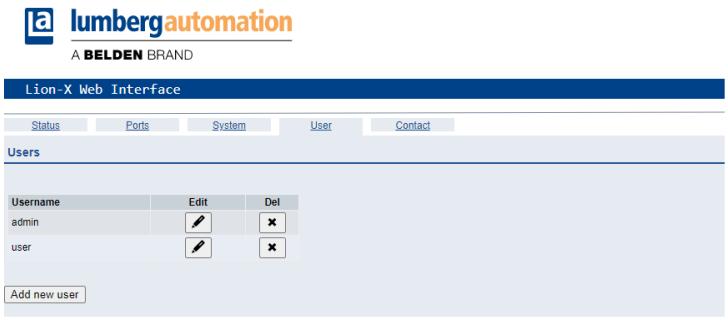 la lumbergautomation
A BELDEN BRAND
Lion-X Web Interface
Status Ports System User Contact
Users
Username Edit Del
admin
user
Add new user